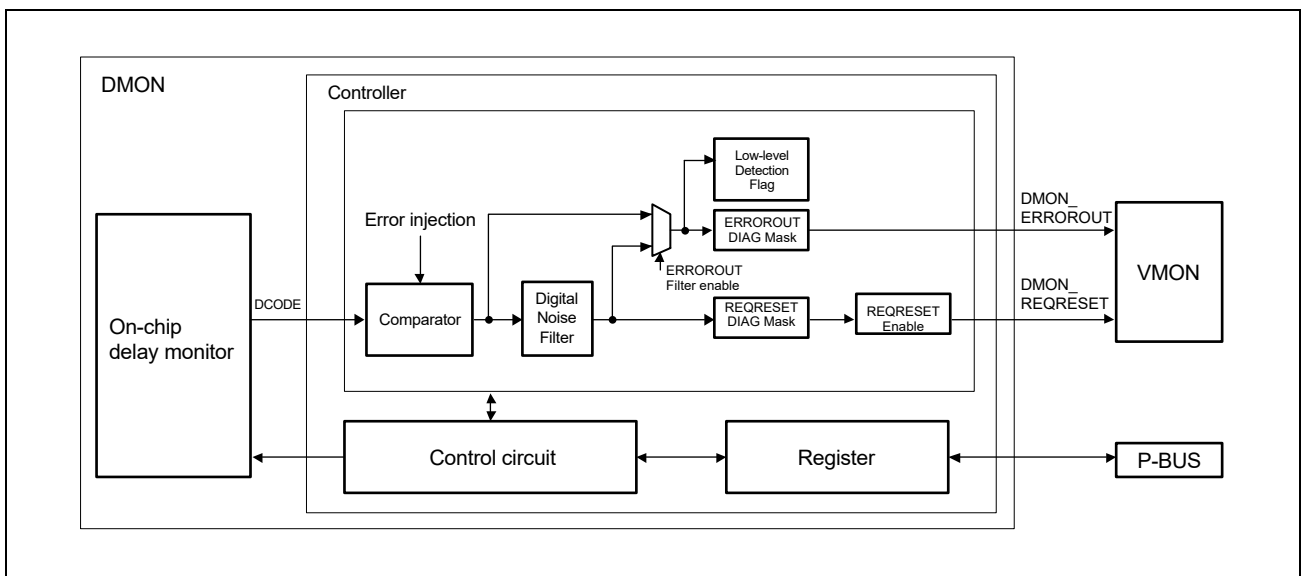 DMON
Controller
Low-level
Detection
Flag
DMON_
ERROROUT
Error injection
ERROROUT
DIAG Mask
ERROROUT
Filter enable
VMON
DMON_
REQRESET
DCODE
On-chip
delay monitor
Comparator
Digital
Noise
Filter
REQRESET
DIAG Mask
REQRESET
Enable
Control circuit
Register
P-BUS